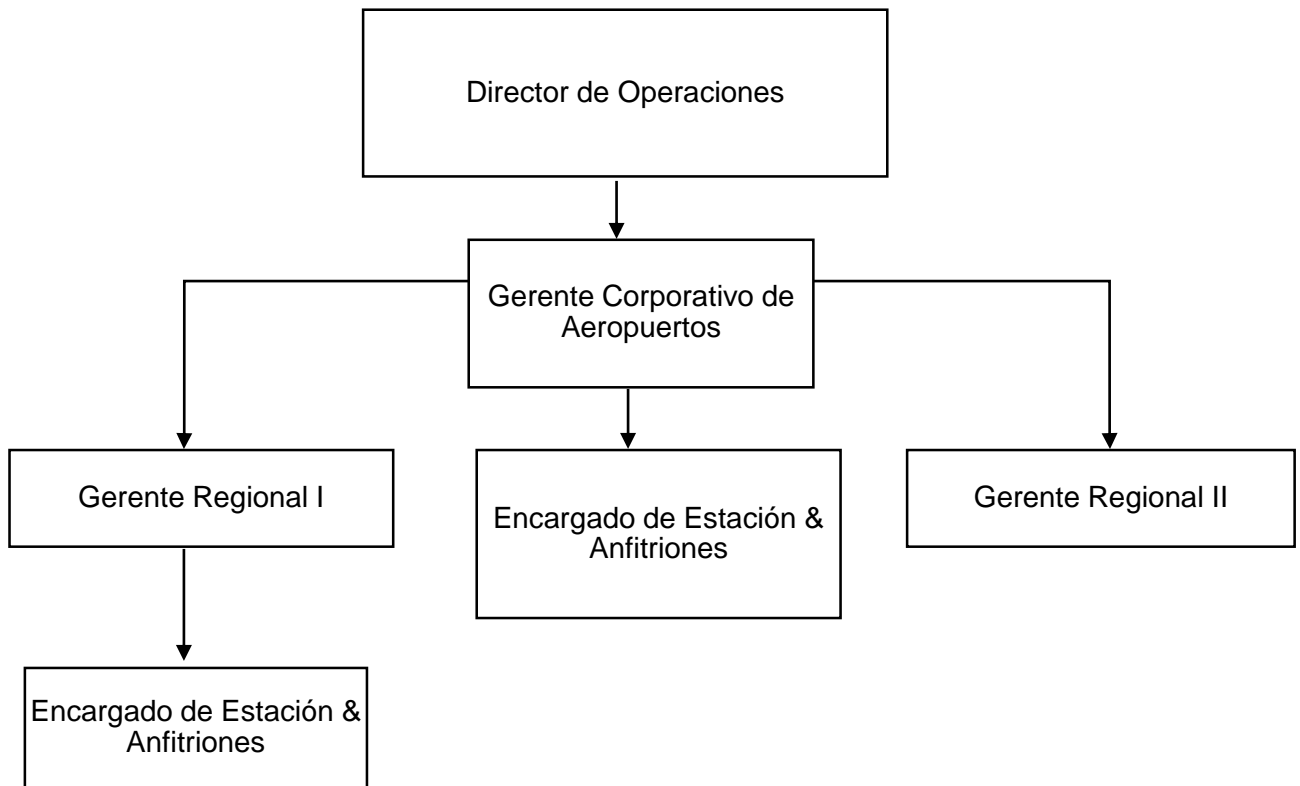 Director de Operaciones
Gerente Corporativo de
Aeropuertos
Gerente Regional I
Encargado de Estación &
Anfitriones
Gerente Regional II
Encargado de Estación &
Anfitriones